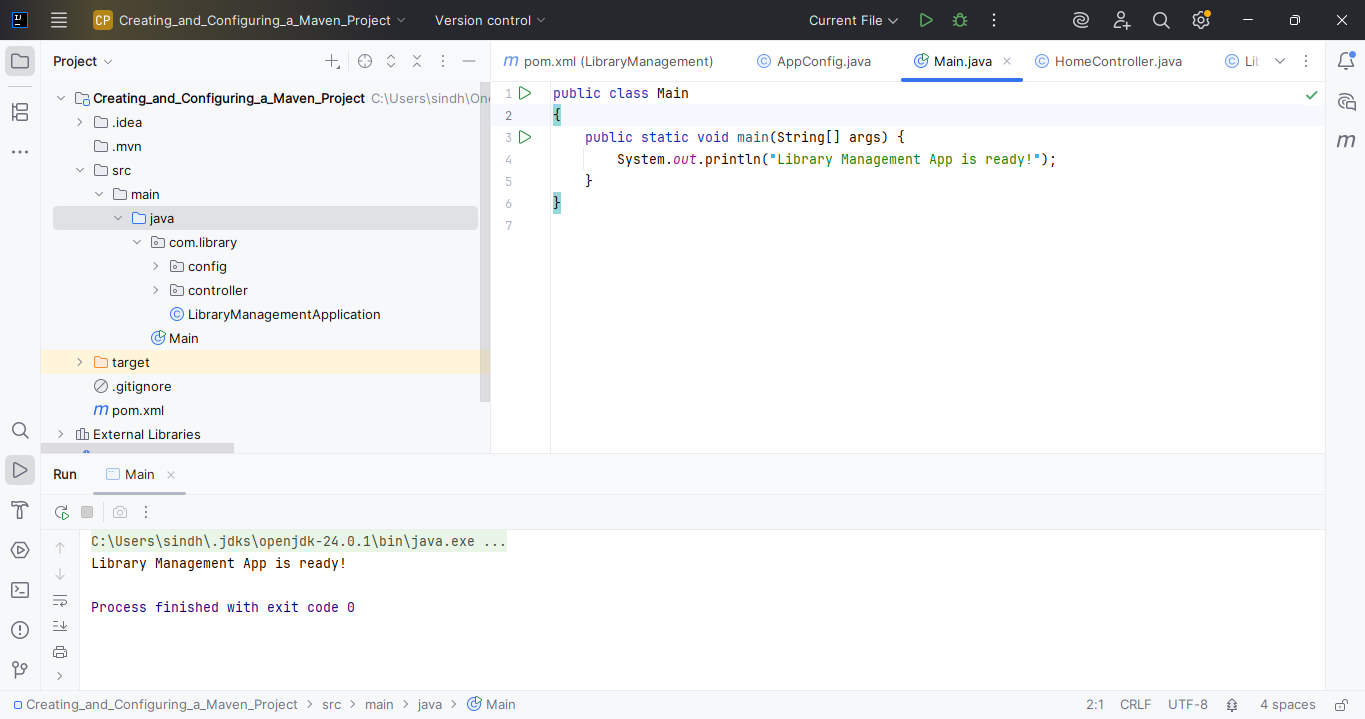 CP Creating_and_Configuring_a_Maven_Project Version control Current File
Project
Creating_and_Configuring_a_Maven_Project C:\Users\sindh\One
.idea
.mvn
src
main
java
com.library
config
controller
LibraryManagementApplication
Main
target
.gitignore
m pom.xml
External Libraries
m pom.xml (LibraryManagement) AppConfig.java Main.java HomeController.java Lib
1 public class Main
2 {
3 public static void main(String[] args) {
4 System.out.println("Library Management App is ready!");
5 }
6 }
7
m
Run Main
C:\Users\sindh\.jdks\openjdk-24.0.1\bin\java.exe ...
Library Management App is ready!
Process finished with exit code 0
Creating_and_Configuring_a_Maven_Project > src > main > java > Main 2:1 CRLF UTF-8 4 spaces